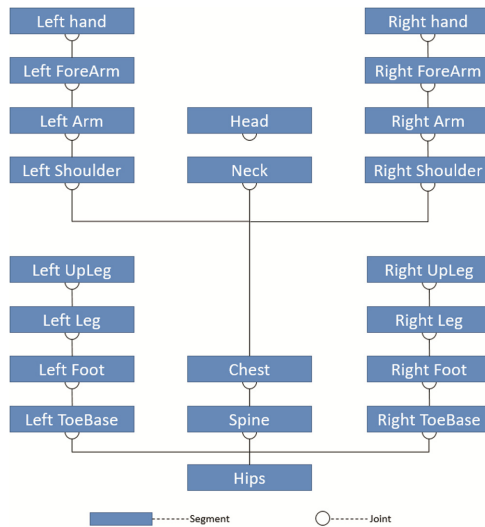 Left hand
Right hand
Left ForeArm
Right ForeArm
Left Arm
Head
Right Arm
Left Shoulder
Neck
Right Shoulder
Left UpLeg
Right UpLeg
Left Leg
Right Leg
Left Foot
Chest
Right Foot
Left ToeBase
Spine
Right ToeBase
Hips
Segment
Joint